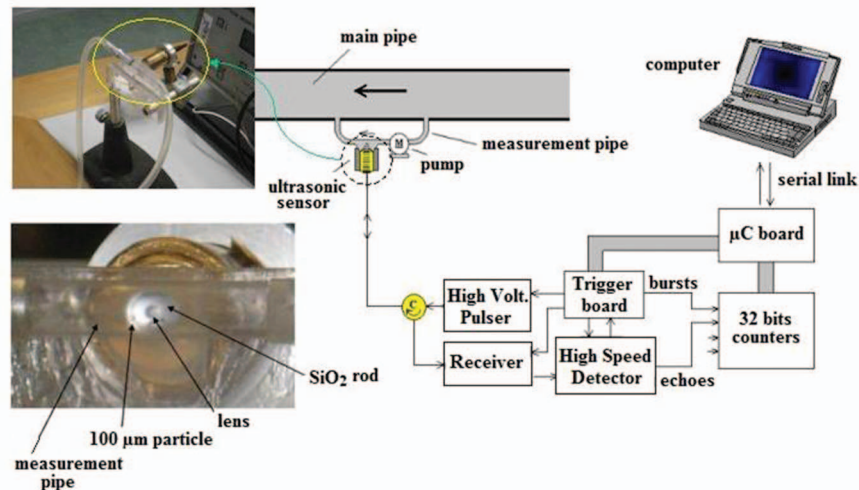 main pipe
computer
M
measurement pipe
pump
ultrasonic
sensor
serial link
µC board
C
High Volt.
Pulser
Trigger
board
bursts
32 bits
counters
Receiver
High Speed
Detector
echoes
SiO₂ rod
lens
100 µm particle
measurement
pipe